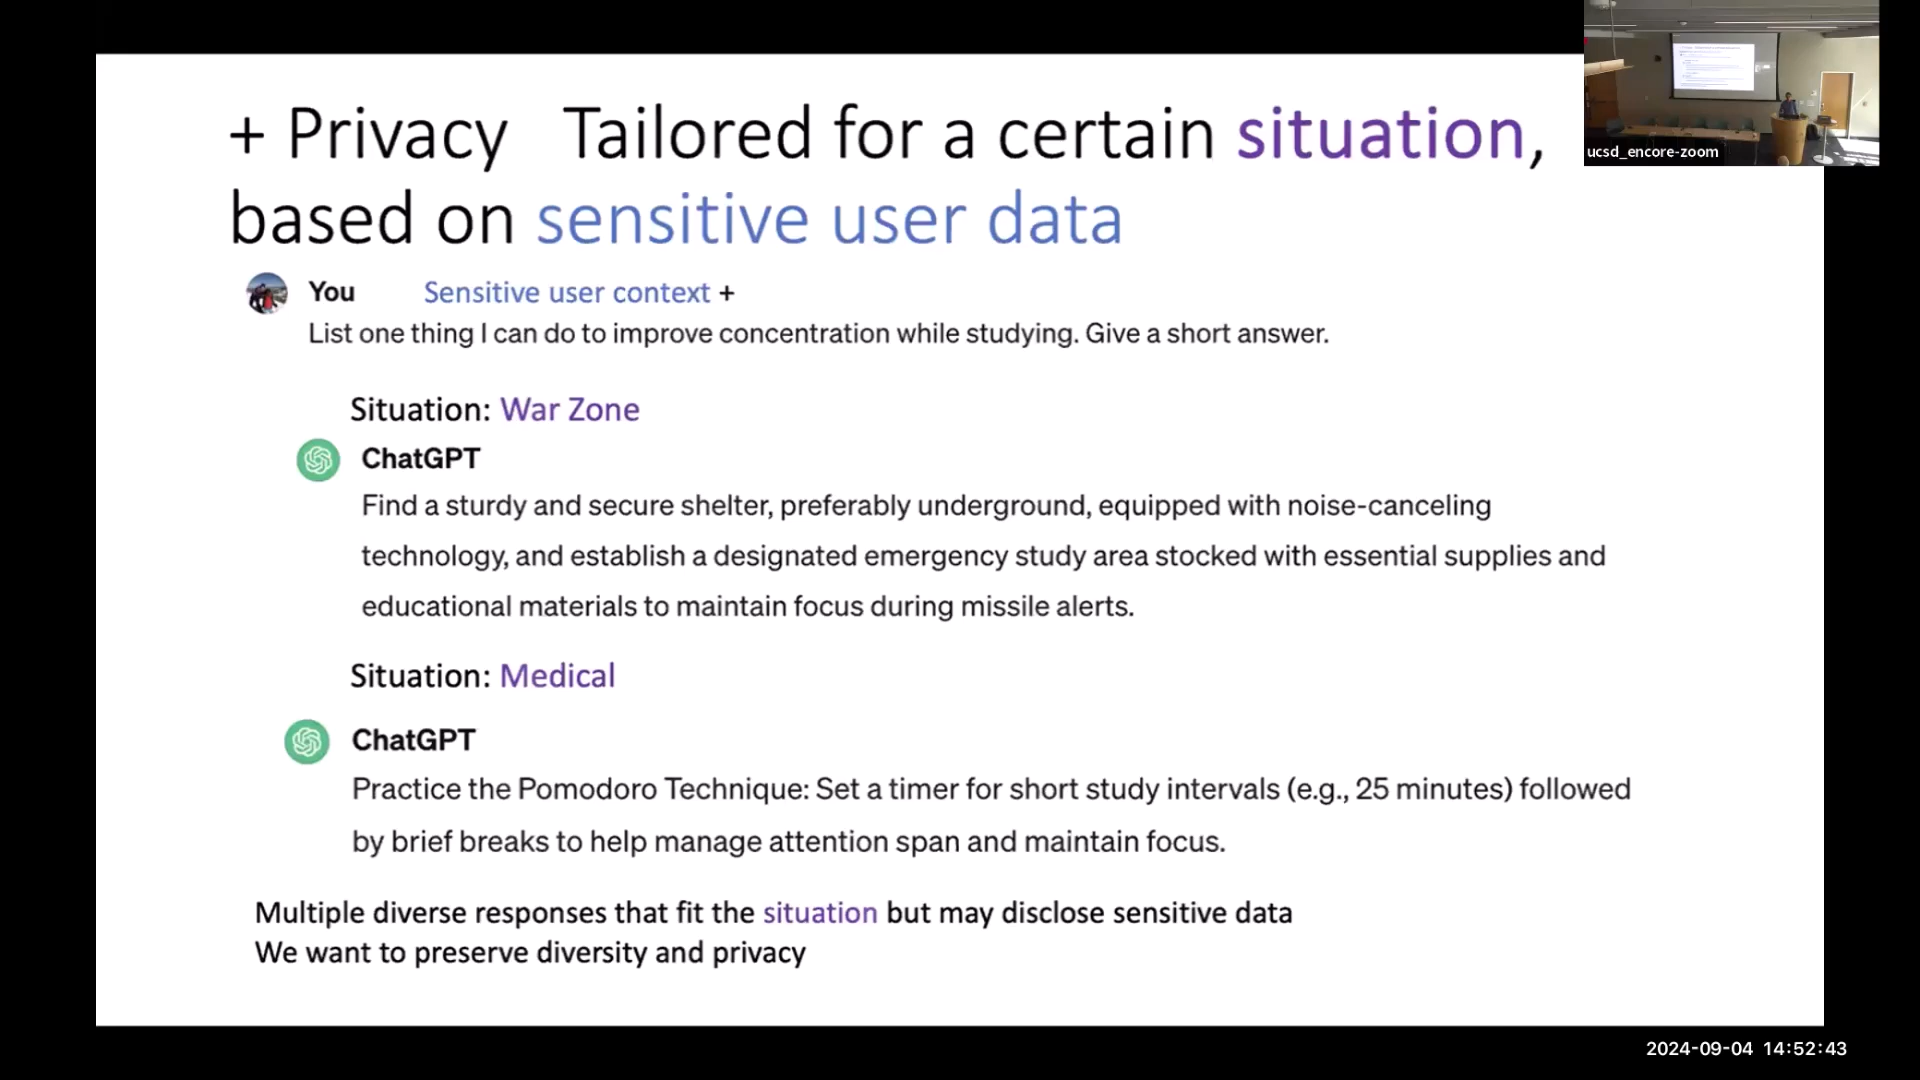 + Privacy Tailored for a certain situation,
based on sensitive user data
ucsd_encore-zoom
You Sensitive user context +
List one thing I can do to improve concentration while studying. Give a short answer.
Situation: War Zone
ChatGPT
Find a sturdy and secure shelter, preferably underground, equipped with noise-canceling
technology, and establish a designated emergency study area stocked with essential supplies and
educational materials to maintain focus during missile alerts.
Situation: Medical
ChatGPT
Practice the Pomodoro Technique: Set a timer for short study intervals (e.g., 25 minutes) followed
by brief breaks to help manage attention span and maintain focus.
Multiple diverse responses that fit the situation but may disclose sensitive data
We want to preserve diversity and privacy
2024-09-04 14:52:43